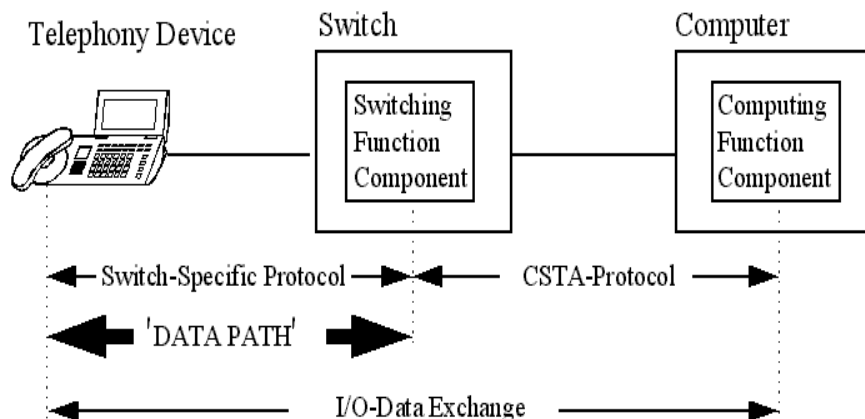 Telephony Device
Switch
Computer
Switching
Function
Component
Computing
Function
Component
Switch-Specific Protocol
CSTA-Protocol
'DATA PATH'
I/O-Data Exchange